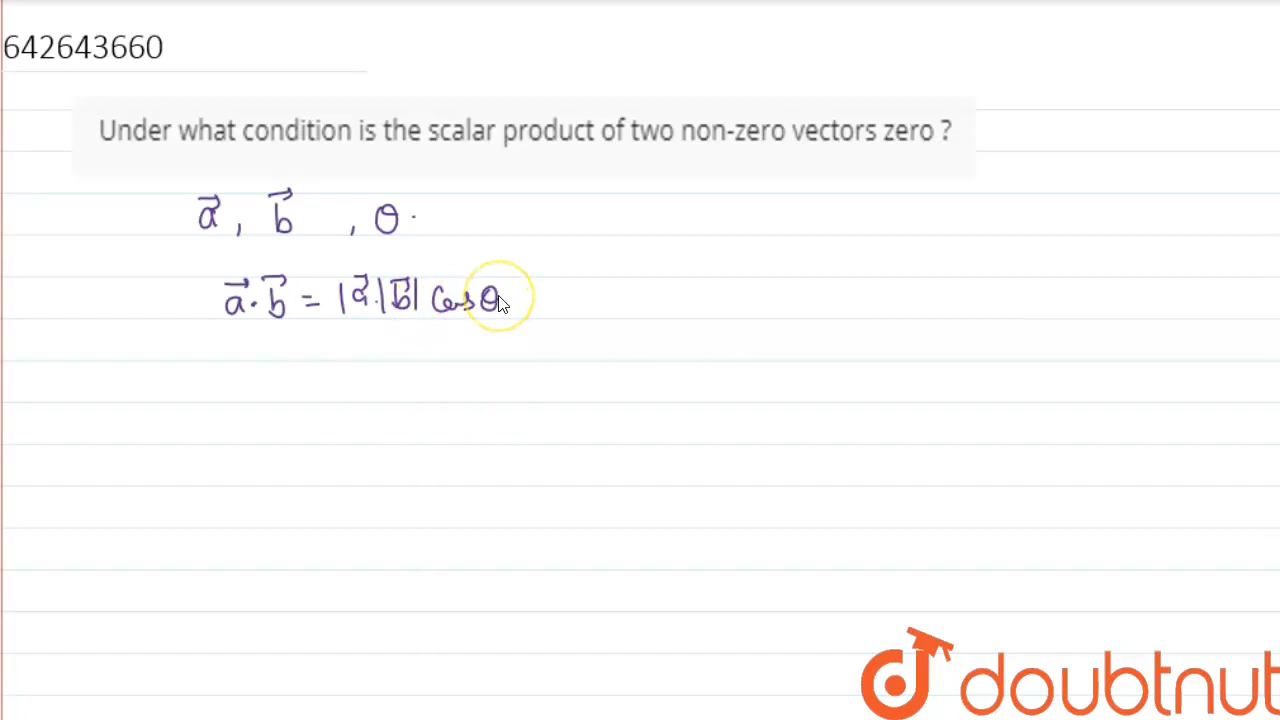 642643660
Under what condition is the scalar product of two non-zero vectors zero ?
a⃗, b⃗ , θ.
a⃗·b⃗ = |a⃗.|b⃗| Cos θ
doubtnut